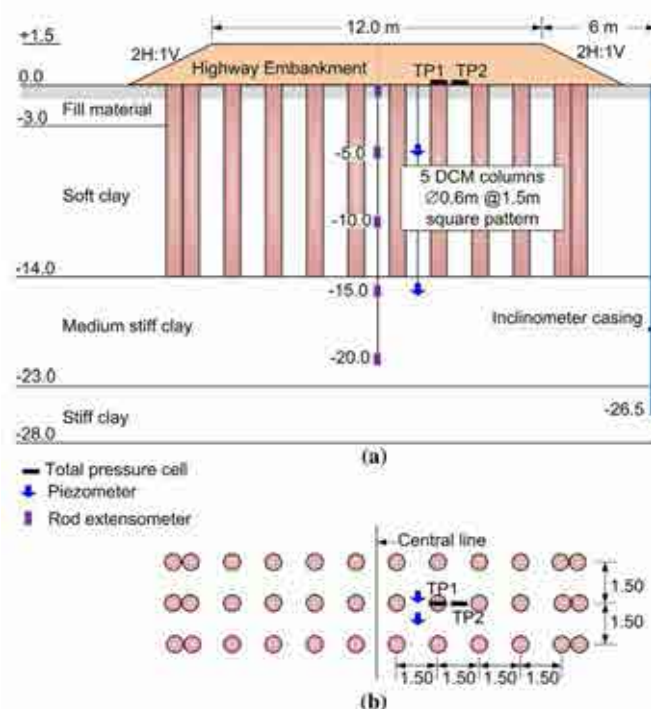 12.0 m
6 m
+1.5
2H:1V
2H:1V
Highway Embankment
TP1 TP2
0.0
Fill material
-3.0
-5.0
5 DCM columns
∅0.6m @1.5m
square pattern
Soft clay
-10.0
-14.0
-15.0
Medium stiff clay
Inclinometer casing
-20.0
-23.0
-26.5
Stiff clay
-28.0
(a)
Total pressure cell
Piezometer
Rod extensometer
Central line
TP1
TP2
1.50
1.50
1.50 1.50 1.50 1.50
(b)